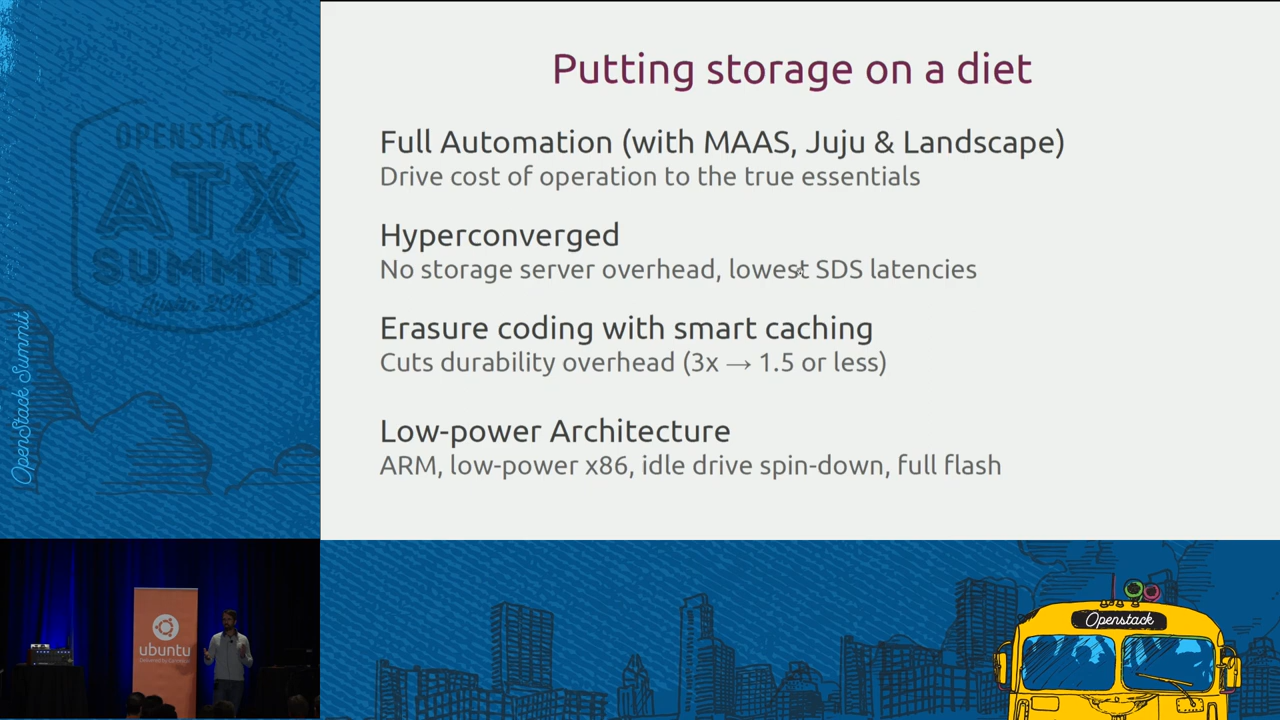 Putting storage on a diet
Full Automation (with MAAS, Juju & Landscape)
Drive cost of operation to the true essentials
Hyperconverged
No storage server overhead, lowest SDS latencies
Erasure coding with smart caching
Cuts durability overhead (3x → 1.5 or less)
Low-power Architecture
ARM, low-power x86, idle drive spin-down, full flash
OPENSTACK
ATX
SUMMIT
Austin 2016
OpenStack Summit
ubuntu
Openstack